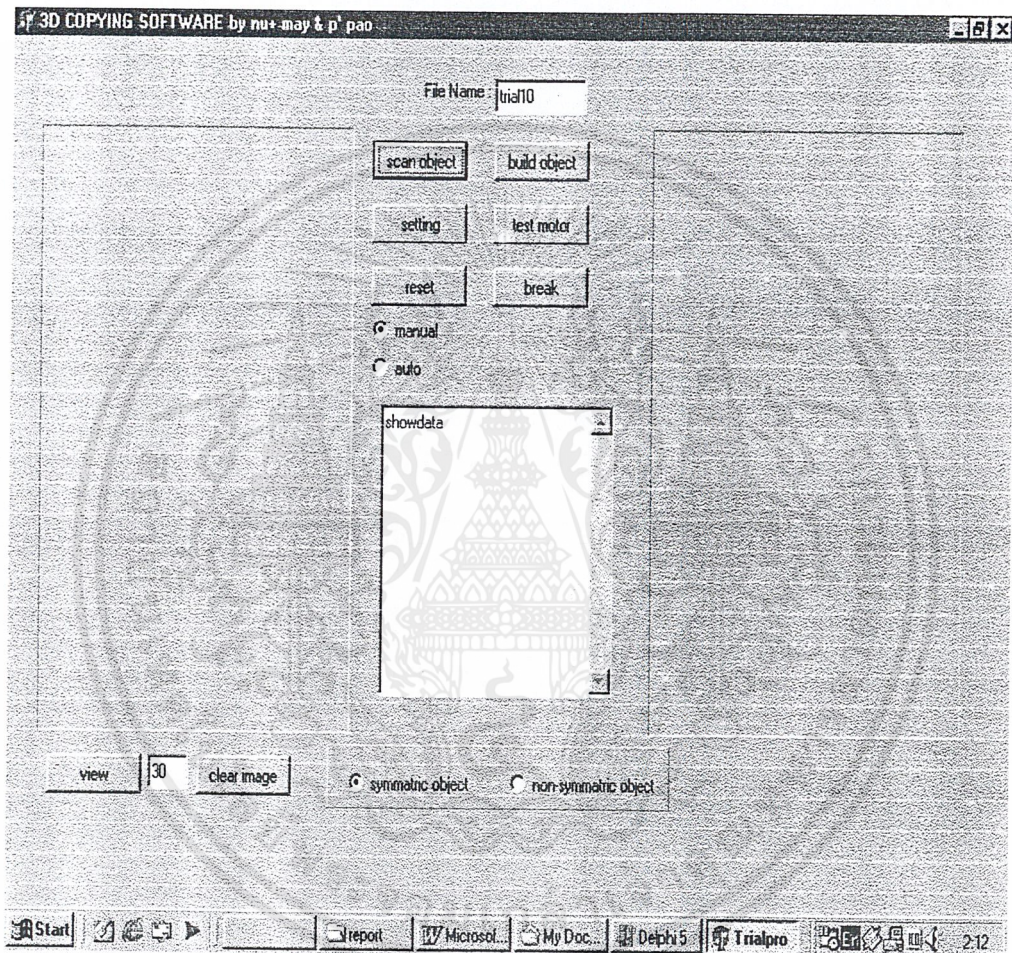 3D COPYING SOFTWARE by nu+ may & p' pao
File Name : trial10
scan object build object
setting test motor
reset break
manual
auto
showdata
view 30 clear image symmatric object non-symmatric object
Start report Microsof... My Doc... Delphi 5 Trialpro En 2:12